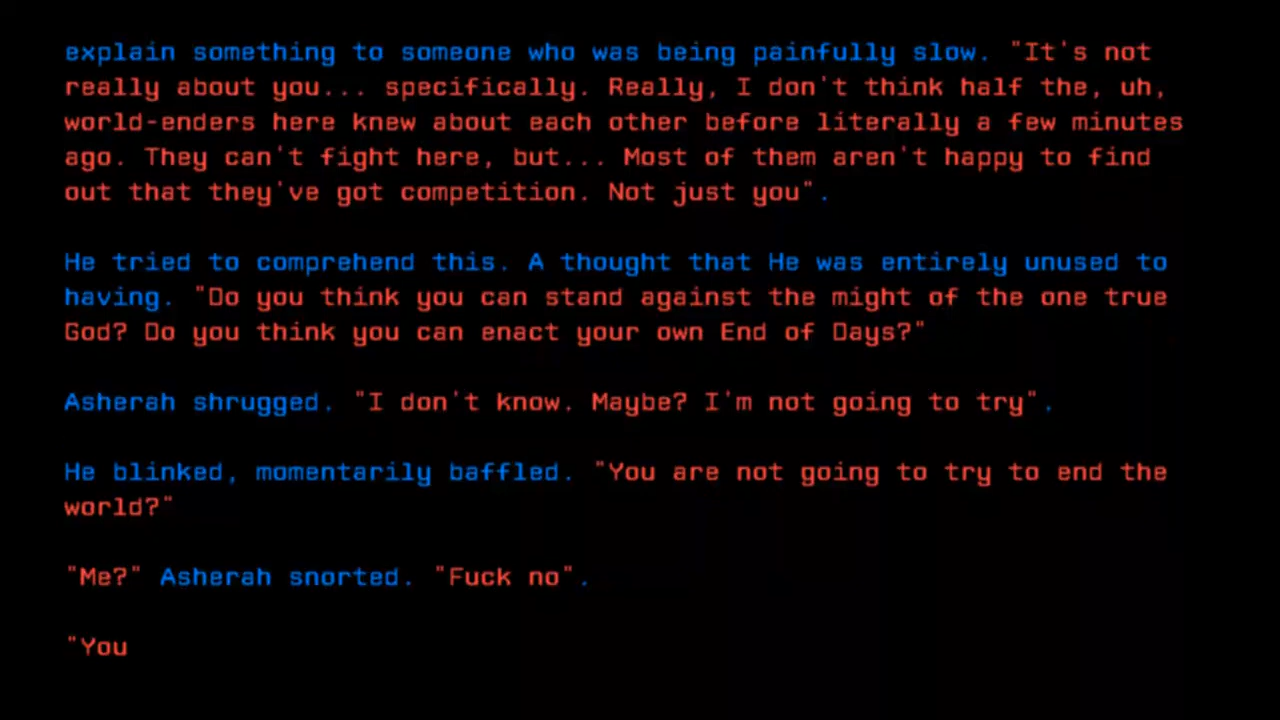 explain something to someone who was being painfully slow. "It's not
really about you... specifically. Really, I don't think half the, uh,
world-enders here knew about each other before literally a few minutes
ago. They can't fight here, but... Most of them aren't happy to find
out that they've got competition. Not just you".
He tried to comprehend this. A thought that He was entirely unused to
having. "Do you think you can stand against the might of the one true
God? Do you think you can enact your own End of Days?"
Asherah shrugged. "I don't know. Maybe? I'm not going to try".
He blinked, momentarily baffled. "You are not going to try to end the
world?"
"Me?" Asherah snorted. "Fuck no".
"You